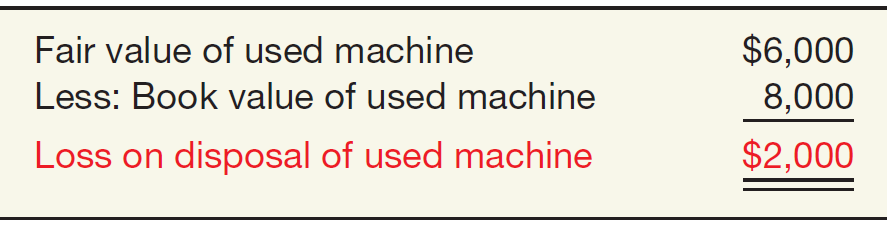 Fair value of used machine $6,000
Less: Book value of used machine 8,000
Loss on disposal of used machine $2,000